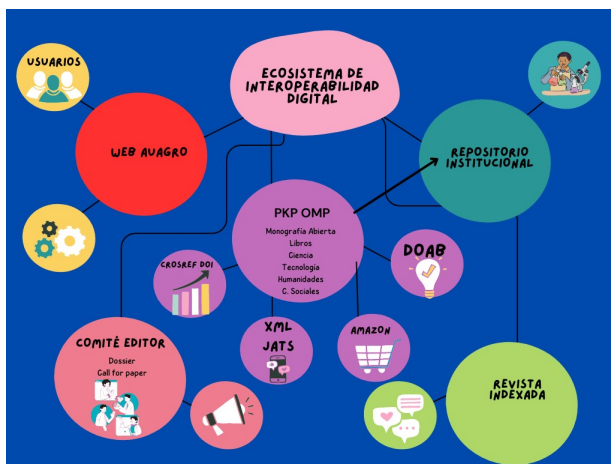 USUARIOS
ECOSISTEMA DE
INTEROPERABILIDAD
DIGITAL
WEB AUAGRO
REPOSITORIO
INSTITUCIONAL
PKP OMP
Monografía Abierta
Libros
Ciencia
Tecnología
Humanidades
C. Sociales
DOAB
CROSREF DOI
XML
JATS
AMAZON
COMITÉ EDITOR
Dossier
Call for paper
REVISTA
INDEXADA